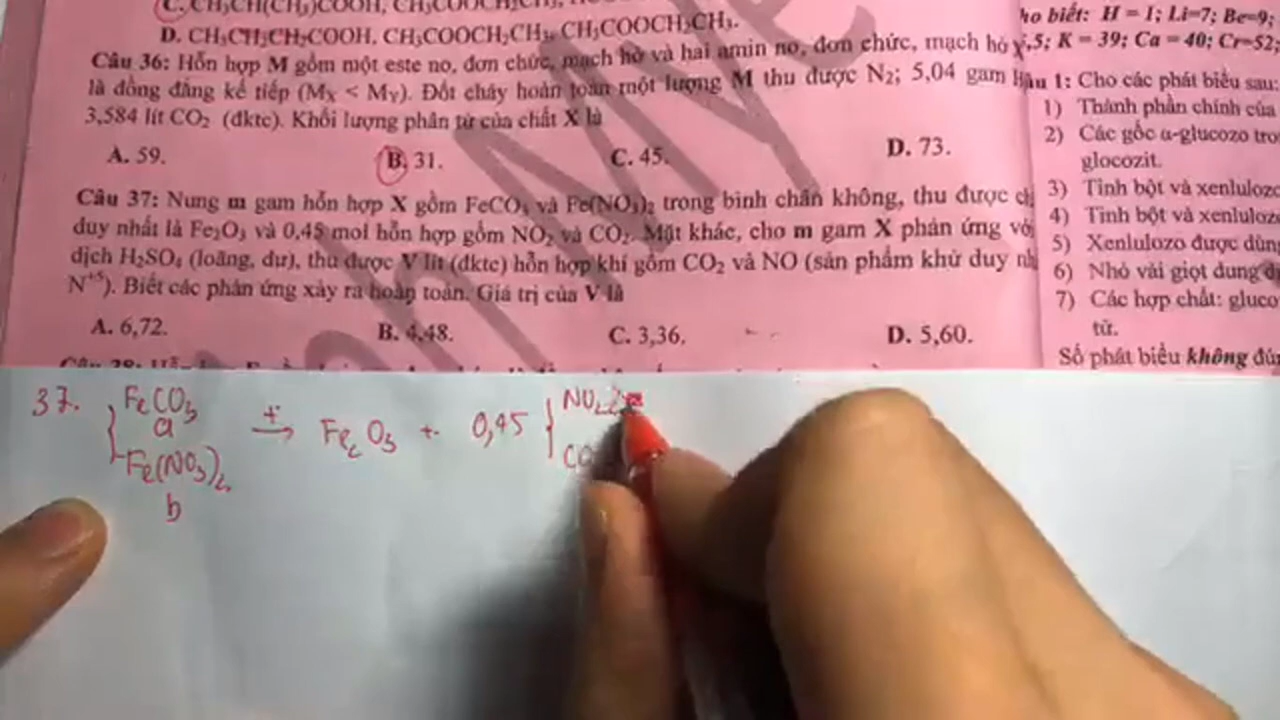 C. CH₃CH(CH₃)COOH, CH₃COOCH₂CH₃,
D. CH₃CH₂CH₂COOH, CH₃COOCH₂CH₃, CH₃COOCH₂CH₃.
Câu 36: Hỗn hợp M gồm một este no, đơn chức, mạch hở và hai amin no, đơn chức, mạch hở X
là đồng đẳng kế tiếp (Mx < MY). Đốt cháy hoàn toàn một lượng M thu được N₂; 5,04 gam
3,584 lít CO₂ (đktc). Khối lượng phân tử của chất X là
A. 59. B. 31. C. 45. D. 73.
Câu 37: Nung m gam hỗn hợp X gồm FeCO₃ và Fe(NO₃)₂ trong bình chân không, thu được
duy nhất là Fe₂O₃ và 0,45 mol hỗn hợp gồm NO₂ và CO₂. Mặt khác, cho m gam X phản ứng với
dịch H₂SO₄ (loãng, dư), thu được V lít (đktc) hỗn hợp khí gồm CO₂ và NO (sản phẩm khử duy
N⁺⁵). Biết các phản ứng xảy ra hoàn toàn. Giá trị của V là
A. 6,72. B. 4,48. C. 3,36. D. 5,60.
ho biết: H = 1; Li=7; Be=9;
,5; K = 39; Ca = 40; Cr=52;
Câu 1: Cho các phát biểu sau:
1) Thành phần chính của
2) Các gốc α-glucozo
glocozit.
3) Tinh bột và xenlulozo
4) Tinh bột và xenluloz
5) Xenlulozo được dùng
6) Nhỏ vài giọt dung
7) Các hợp chất: gluco
tử.
Số phát biểu không
37. FeCO₃
a
Fe(NO₃)₂
b
t° → Fe₂O₃ + 0,45
NO₂
CO